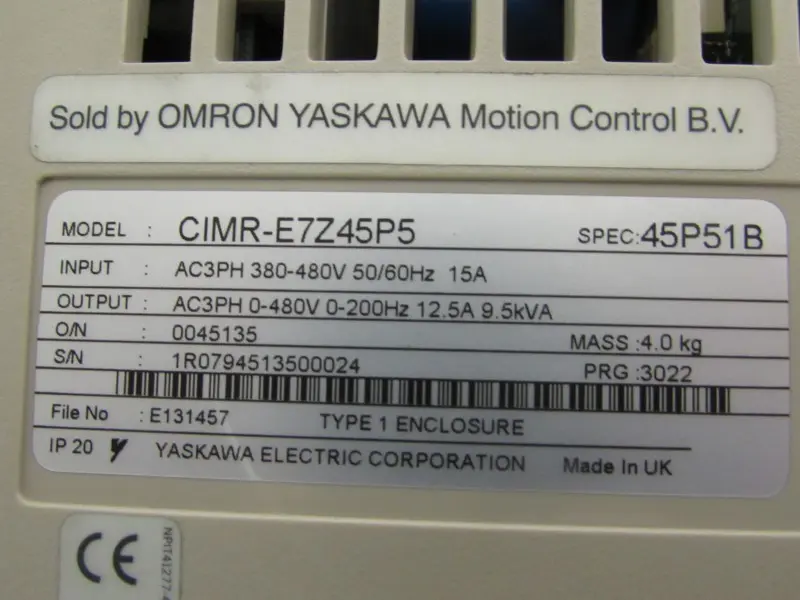 Sold by OMRON YASKAWA Motion Control B.V.
MODEL : CIMR-E7Z45P5 SPEC:45P51B
INPUT : AC3PH 380-480V 50/60Hz 15A
OUTPUT : AC3PH 0-480V 0-200Hz 12.5A 9.5kVA
O/N : 0045135 MASS :4.0 kg
S/N : 1R0794513500024 PRG :3022
File No : E131457 TYPE 1 ENCLOSURE
IP 20 YASKAWA ELECTRIC CORPORATION Made In UK
CE